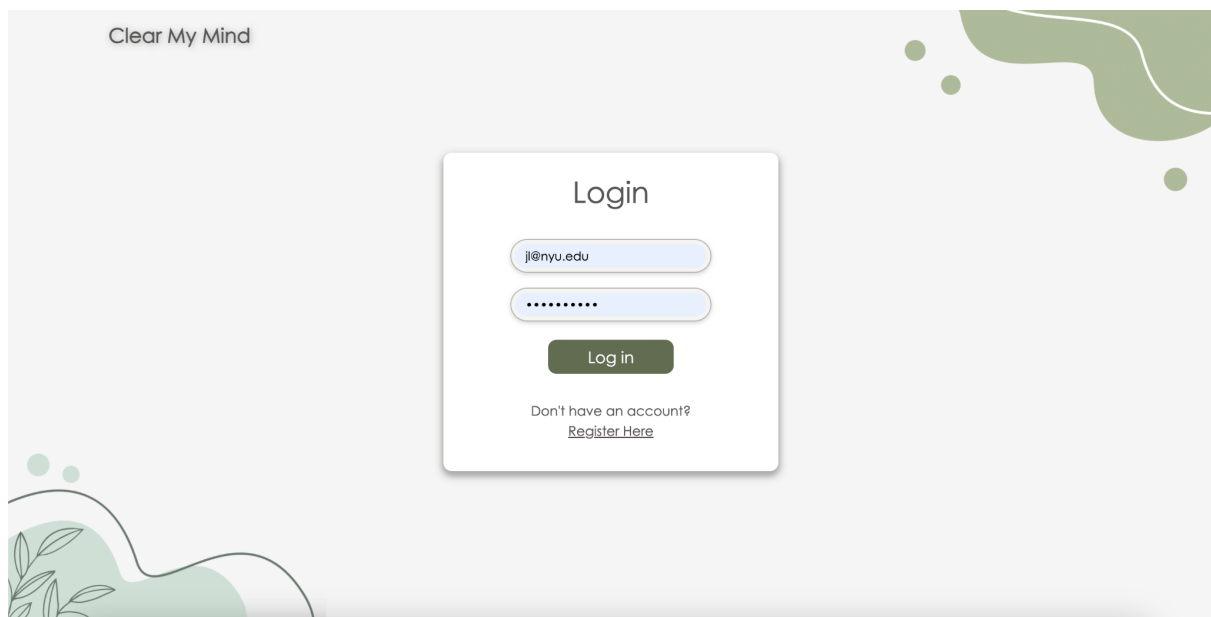 Clear My Mind
Login
jl@nyu.edu
••••••••••
Log in
Don't have an account?
Register Here